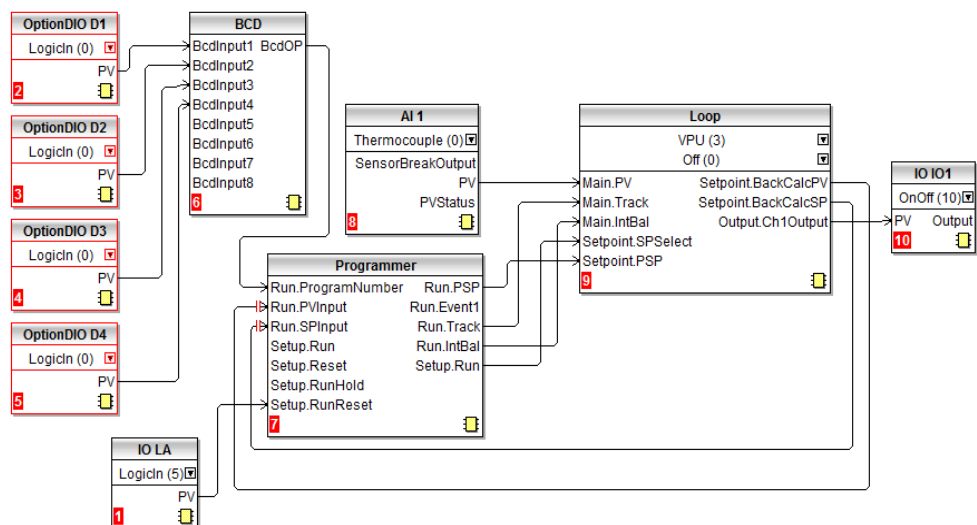 OptionDIO D1
LogicIn (0)
PV
2
OptionDIO D2
LogicIn (0)
PV
3
OptionDIO D3
LogicIn (0)
PV
4
OptionDIO D4
LogicIn (0)
PV
5
IO LA
LogicIn (5)
PV
1
BCD
BcdInput1 BcdOP
BcdInput2
BcdInput3
BcdInput4
BcdInput5
BcdInput6
BcdInput7
BcdInput8
6
AI 1
Thermocouple (0)
SensorBreakOutput
PV
PVStatus
8
Programmer
Run.ProgramNumber Run.PSP
Run.PVInput Run.Event1
Run.SPInput Run.Track
Setup.Run Run.IntBal
Setup.Reset Setup.Run
Setup.RunHold
Setup.RunReset
7
Loop
VPU (3)
Off (0)
Main.PV Setpoint.BackCalcPV
Main.Track Setpoint.BackCalcSP
Main.IntBal Output.Ch1Output
Setpoint.SPSelect
Setpoint.PSP
9
IO IO1
OnOff (10)
PV Output
10